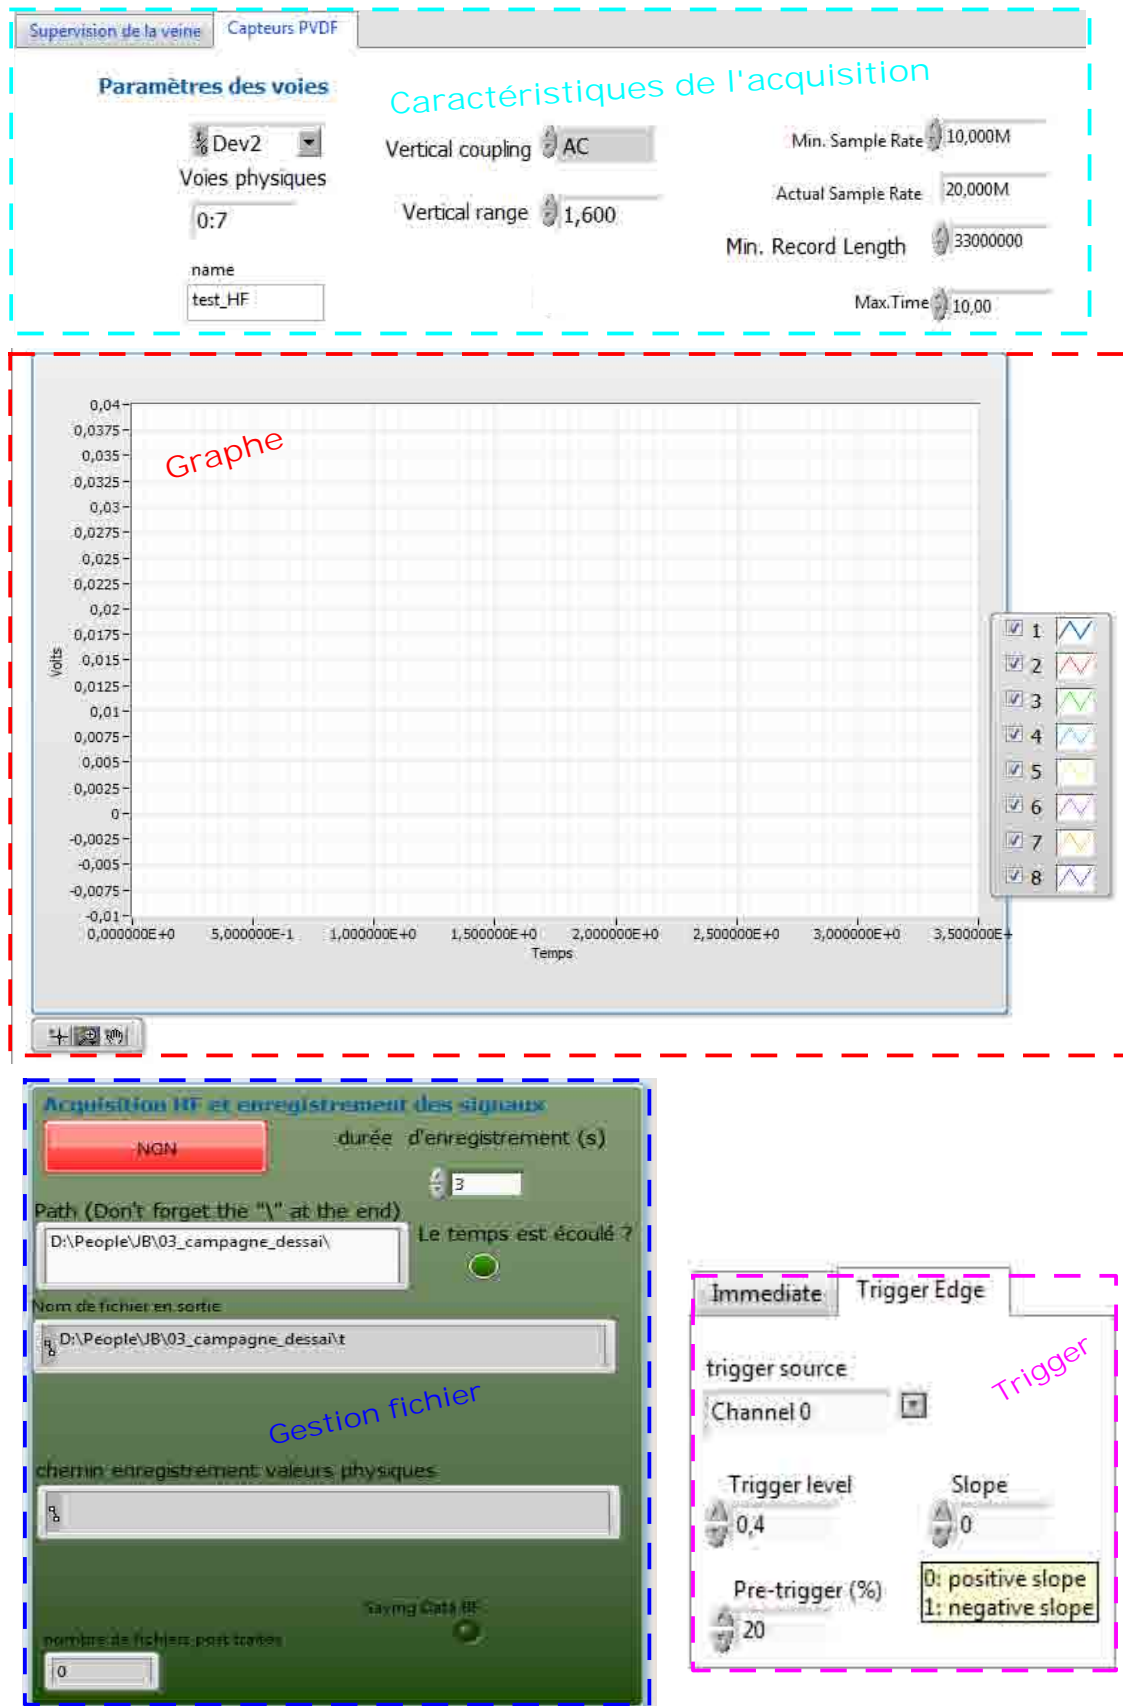 Supervision de la veine
Capteurs PVDF
Paramètres des voies
Caractéristiques de l'acquisition
Dev2
Voies physiques
0:7
name
test_HF
Vertical coupling AC
Vertical range 1,600
Min. Sample Rate 10,000M
Actual Sample Rate 20,000M
Min. Record Length 33000000
Max.Time 10,00
Graphe
0,04
0,0375
0,035
0,0325
0,03
0,0275
0,025
0,0225
0,02
0,0175
0,015
0,0125
0,01
0,0075
0,005
0,0025
0
-0,0025
-0,005
-0,0075
-0,01
Volts
0,000000E+0 5,000000E-1 1,000000E+0 1,500000E+0 2,000000E+0 2,500000E+0 3,000000E+0 3,500000E+
Temps
1
2
3
4
5
6
7
8
Acquisition HF et enregistrement des signaux
NON
durée d'enregistrement (s)
3
Path (Don't forget the "\" at the end)
D:\People\JB\03_campagne_dessai\
Le temps est écoulé ?
Nom de fichier en sortie
D:\People\JB\03_campagne_dessai\t
Gestion fichier
chemin enregistrement valeurs physiques
Saving Data HF
nombre de fichiers post traités
0
Immediate
Trigger Edge
Trigger
trigger source
Channel 0
Trigger level
0,4
Slope
0
0: positive slope
1: negative slope
Pre-trigger (%)
20